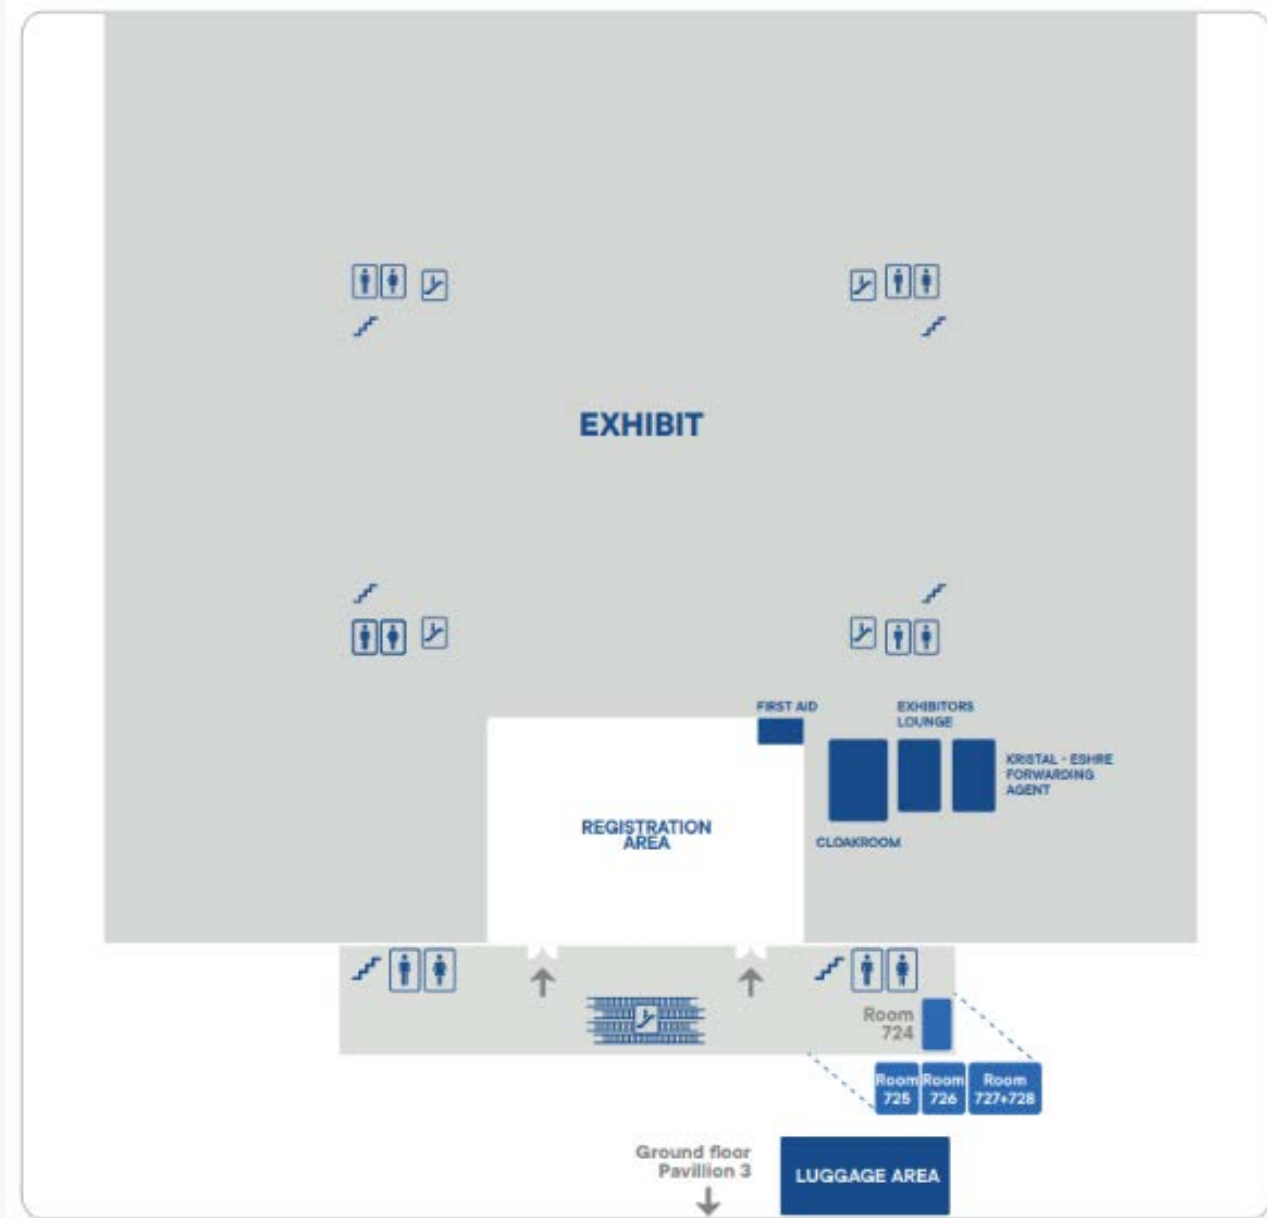 EXHIBIT
FIRST AID
EXHIBITORS
LOUNGE
KRISTAL - ESHRE
FORWARDING
AGENT
REGISTRATION
AREA
CLOAKROOM
Room
724
Room
725
Room
726
Room
727+728
Ground floor
Pavillion 3
LUGGAGE AREA